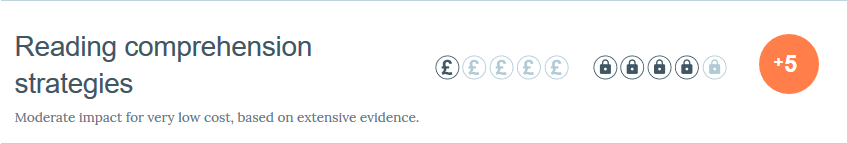 Reading comprehension
strategies
£ £ £ £ £
+5
Moderate impact for very low cost, based on extensive evidence.